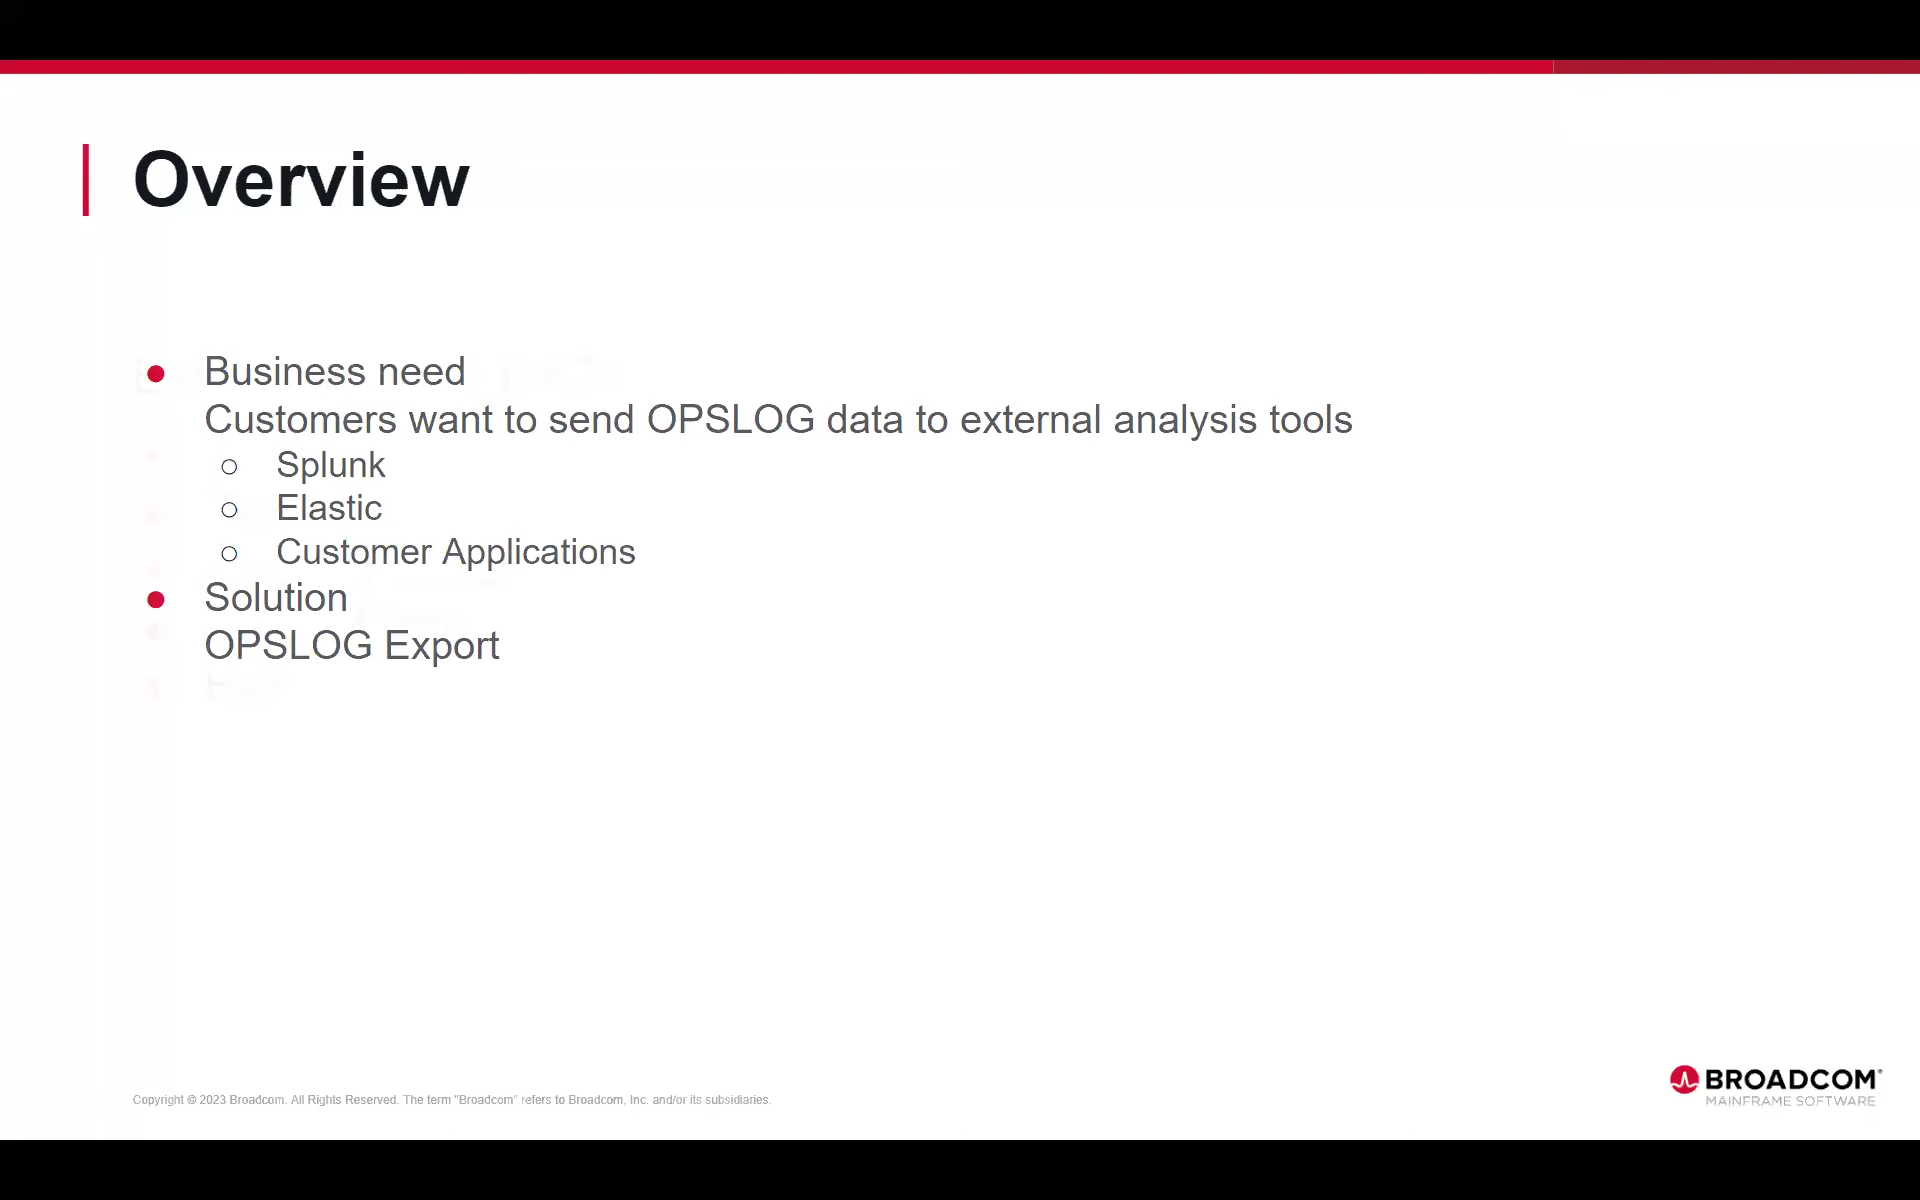 Overview
● Business need
Customers want to send OPSLOG data to external analysis tools
○ Splunk
○ Elastic
○ Customer Applications
● Solution
OPSLOG Export
Copyright © 2023 Broadcom. All Rights Reserved. The term "Broadcom" refers to Broadcom, Inc. and/or its subsidiaries.
BROADCOM®
MAINFRAME SOFTWARE